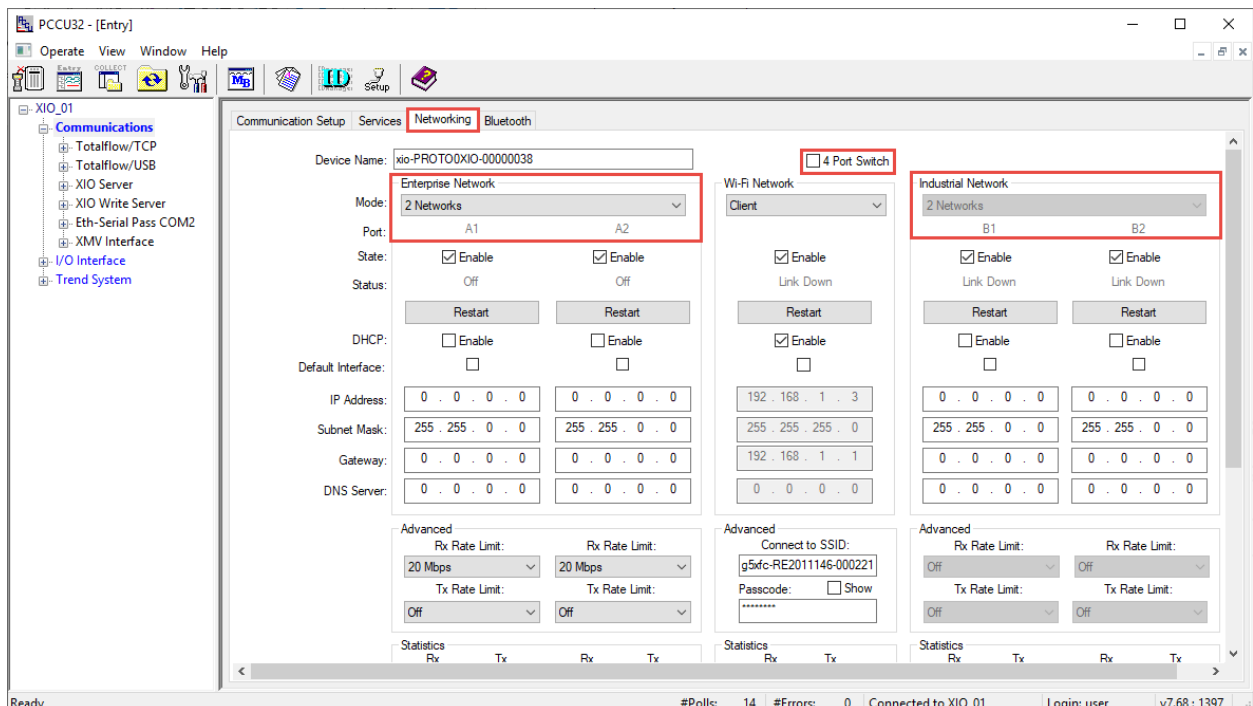 PCCU32 - [Entry]
Operate View Window Help
Entry COLLECT MB Setup
XIO_01
Communications
Totalflow/TCP
Totalflow/USB
XIO Server
XIO Write Server
Eth-Serial Pass COM2
XMV Interface
I/O Interface
Trend System
Communication Setup Services Networking Bluetooth
Device Name: xio-PROTO0XIO-00000038 4 Port Switch
Enterprise Network Wi-Fi Network Industrial Network
Mode: 2 Networks Client 2 Networks
Port: A1 A2 B1 B2
State: Enable Enable Enable Enable Enable
Status: Off Off Link Down Link Down Link Down
Restart Restart Restart Restart Restart
DHCP: Enable Enable Enable Enable Enable
Default Interface:
IP Address: 0 . 0 . 0 . 0 0 . 0 . 0 . 0 192 . 168 . 1 . 3 0 . 0 . 0 . 0 0 . 0 . 0 . 0
Subnet Mask: 255 . 255 . 0 . 0 255 . 255 . 0 . 0 255 . 255 . 255 . 0 255 . 255 . 0 . 0 255 . 255 . 0 . 0
Gateway: 0 . 0 . 0 . 0 0 . 0 . 0 . 0 192 . 168 . 1 . 1 0 . 0 . 0 . 0 0 . 0 . 0 . 0
DNS Server: 0 . 0 . 0 . 0 0 . 0 . 0 . 0 0 . 0 . 0 . 0 0 . 0 . 0 . 0 0 . 0 . 0 . 0
Advanced Advanced Advanced
Rx Rate Limit: Rx Rate Limit: Connect to SSID: Rx Rate Limit: Rx Rate Limit:
20 Mbps 20 Mbps g5xfc-RE2011146-000221 Off Off
Tx Rate Limit: Tx Rate Limit: Passcode: Show Tx Rate Limit: Tx Rate Limit:
Off Off ******** Off Off
Statistics Statistics Statistics
Rx Tx Rx Tx Rx Tx Rx Tx Rx Tx
Ready #Polls: 14 #Errors: 0 Connected to XIO_01 Login: user v7.68 : 1397